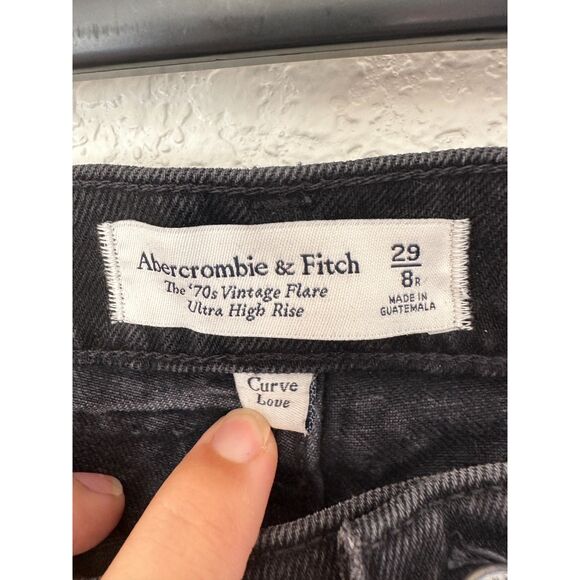 Abercrombie & Fitch
The '70s Vintage Flare
Ultra High Rise
29
8R
MADE IN
GUATEMALA
Curve
Love